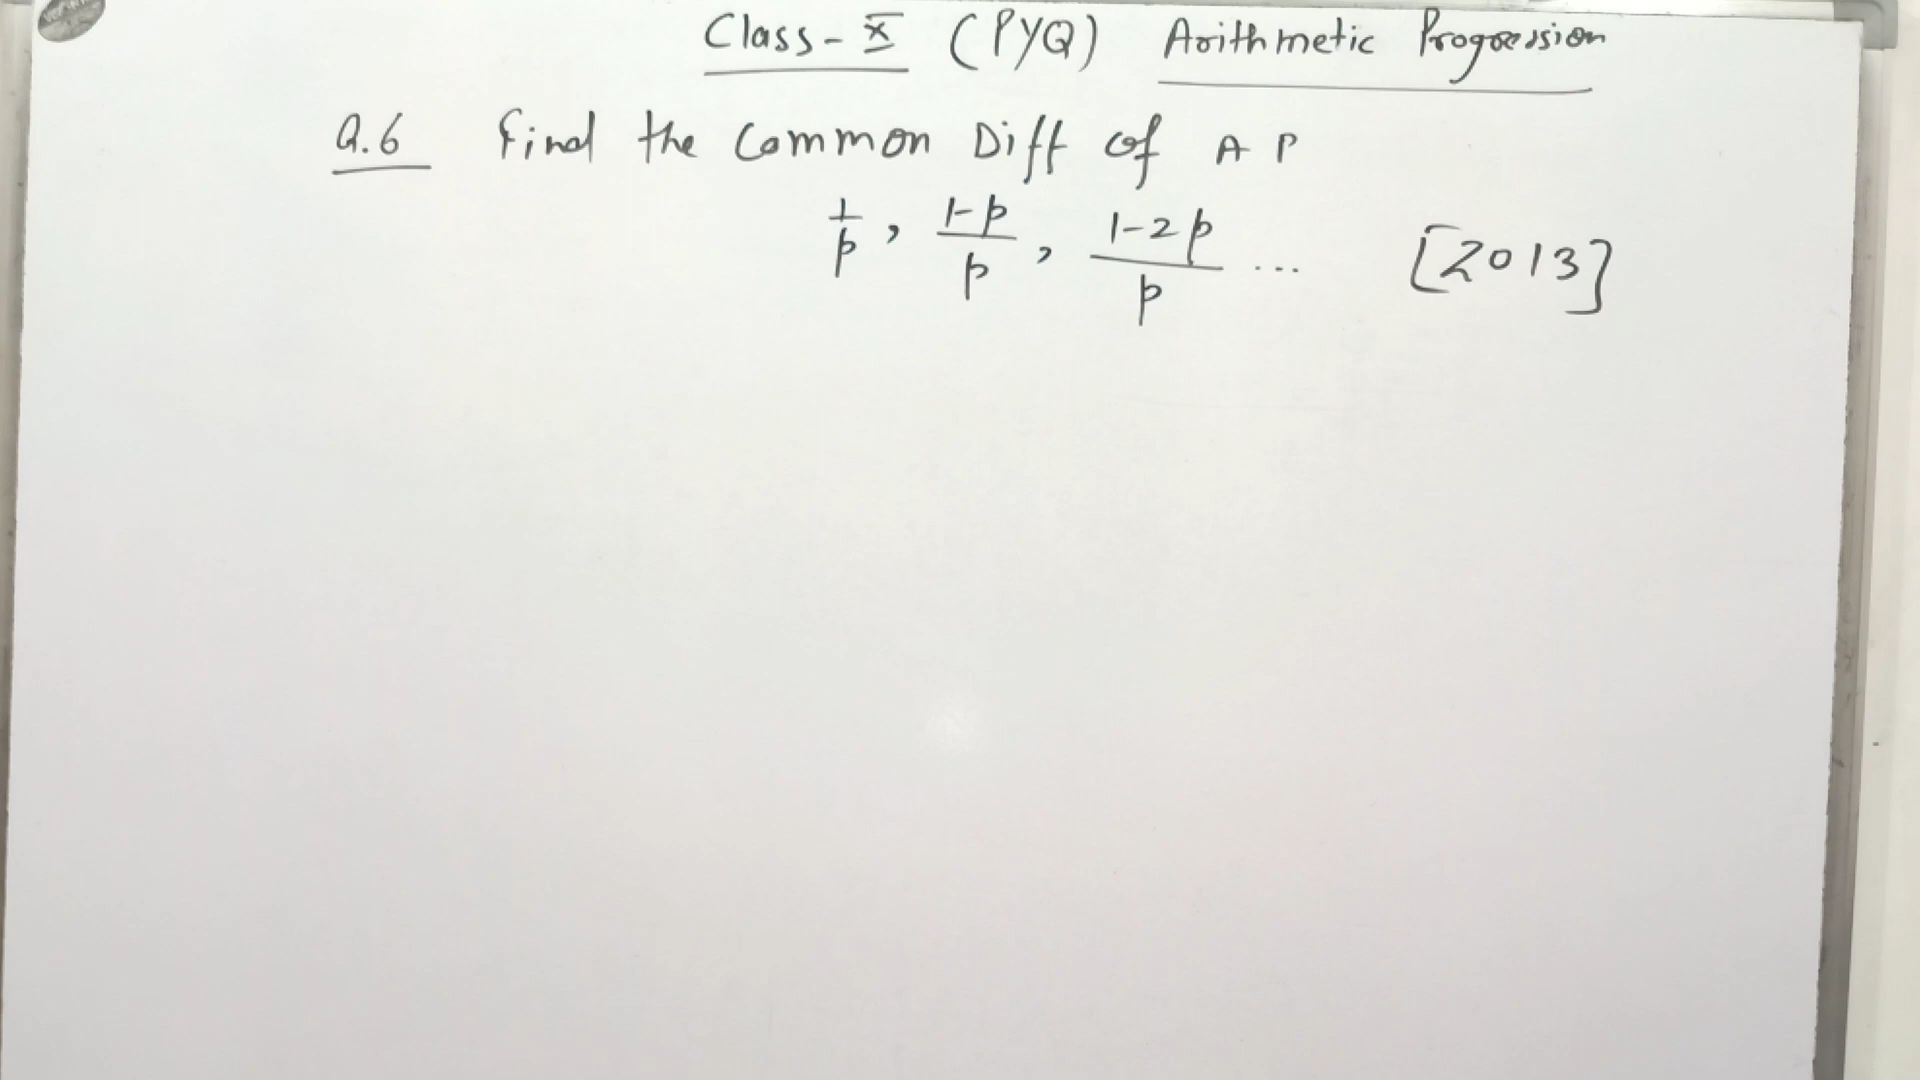 Class-X (PYQ) Arithmetic Progression
Q.6 Find the Common Diff of A P
1/p, 1-p/p, 1-2p/p ... [2013]